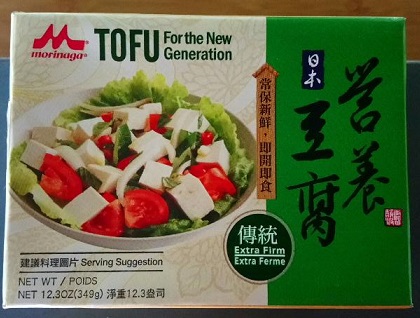 morinaga®
TOFU For the New
Generation
日本
營養
豆腐
常保新鮮，即開即食
傳統
Extra Firm
Extra Ferme
建議料理圖片 Serving Suggestion
NET WT / POIDS
NET 12.3OZ(349g) 淨重12.3盎司